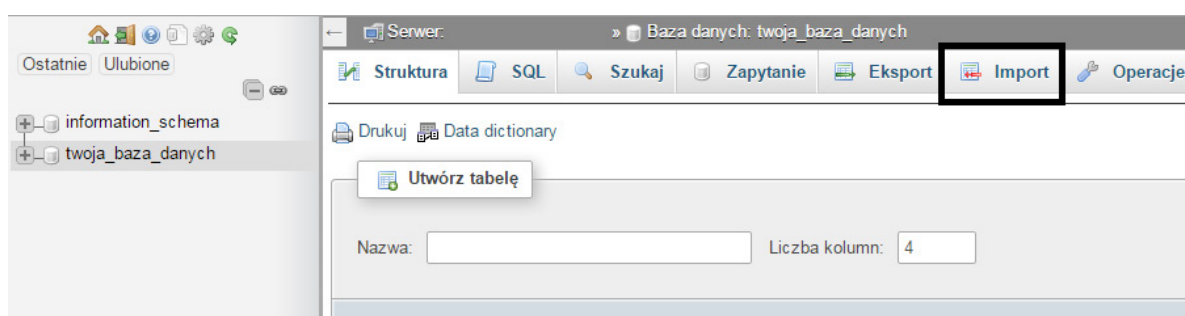 Serwer: » Baza danych: twoja_baza_danych
Ostatnie Ulubione
Struktura SQL Szukaj Zapytanie Eksport Import Operacje
information_schema
twoja_baza_danych
Drukuj Data dictionary
Utwórz tabelę
Nazwa: Liczba kolumn: 4